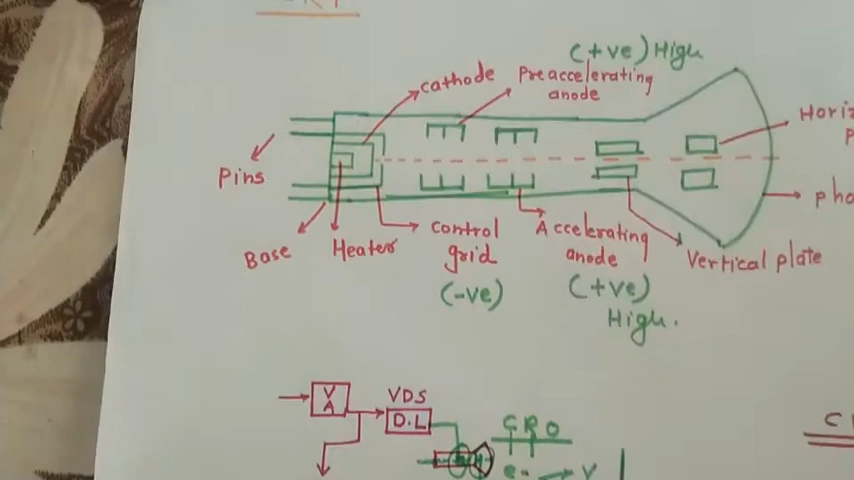 (+ve) High
cathode
Preaccelerating
anode
Pins
Base
Heater
control
grid
(-ve)
Accelerating
anode
(+ve)
High.
Vertical plate
V
A
VDS
D.L
CRO